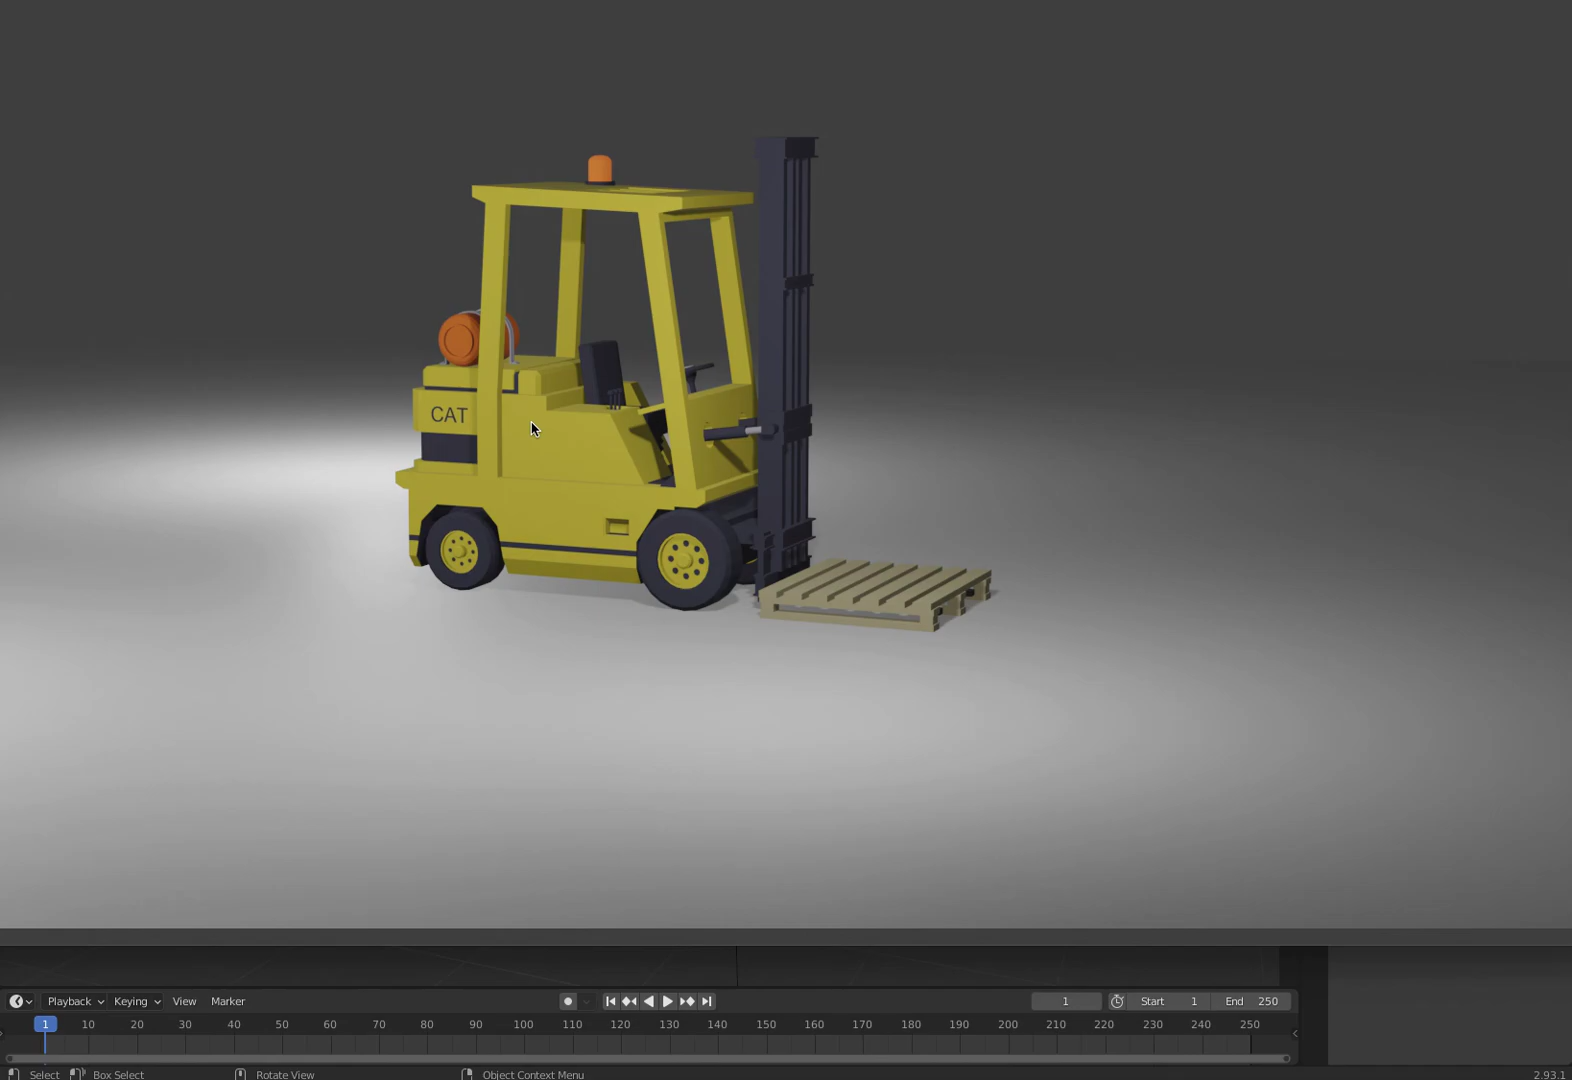 CAT
Playback Keying View Marker 1 Start 1 End 250
1 10 20 30 40 50 60 70 80 90 100 110 120 130 140 150 160 170 180 190 200 210 220 230 240 250
Select Box Select Rotate View Object Context Menu 2.93.1